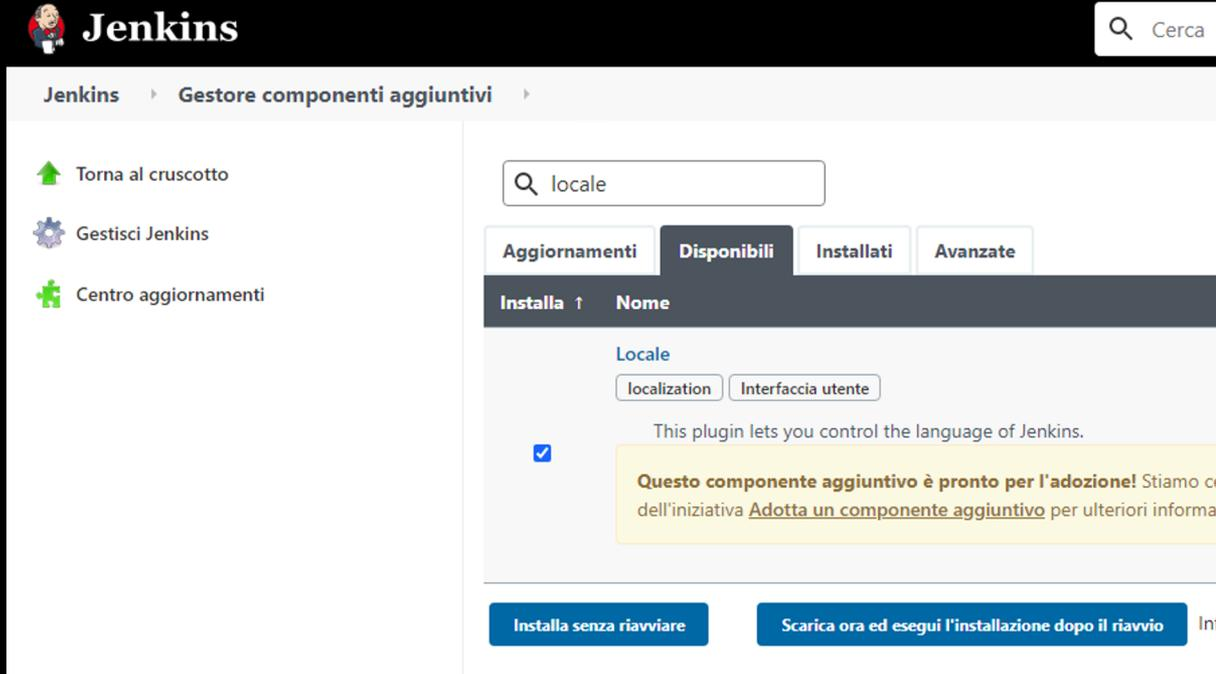 Jenkins
Cerca
Jenkins Gestore componenti aggiuntivi
Torna al cruscotto
Gestisci Jenkins
Centro aggiornamenti
locale
Aggiornamenti Disponibili Installati Avanzate
Installa ↑ Nome
Locale
localization Interfaccia utente
This plugin lets you control the language of Jenkins.
Questo componente aggiuntivo è pronto per l'adozione! Stiamo
dell'iniziativa Adotta un componente aggiuntivo per ulteriori
Installa senza riavviare Scarica ora ed esegui l'installazione dopo il riavvio